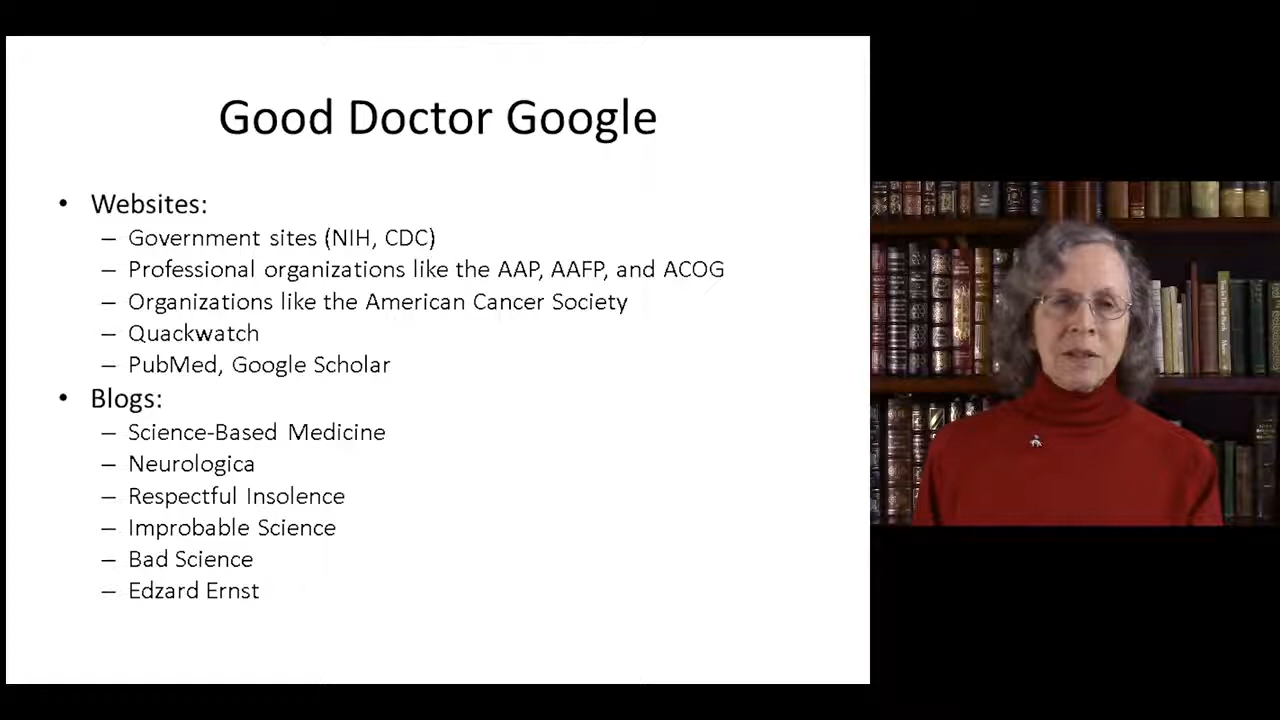 Good Doctor Google
• Websites:
– Government sites (NIH, CDC)
– Professional organizations like the AAP, AAFP, and ACOG
– Organizations like the American Cancer Society
– Quackwatch
– PubMed, Google Scholar
• Blogs:
– Science-Based Medicine
– Neurologica
– Respectful Insolence
– Improbable Science
– Bad Science
– Edzard Ernst